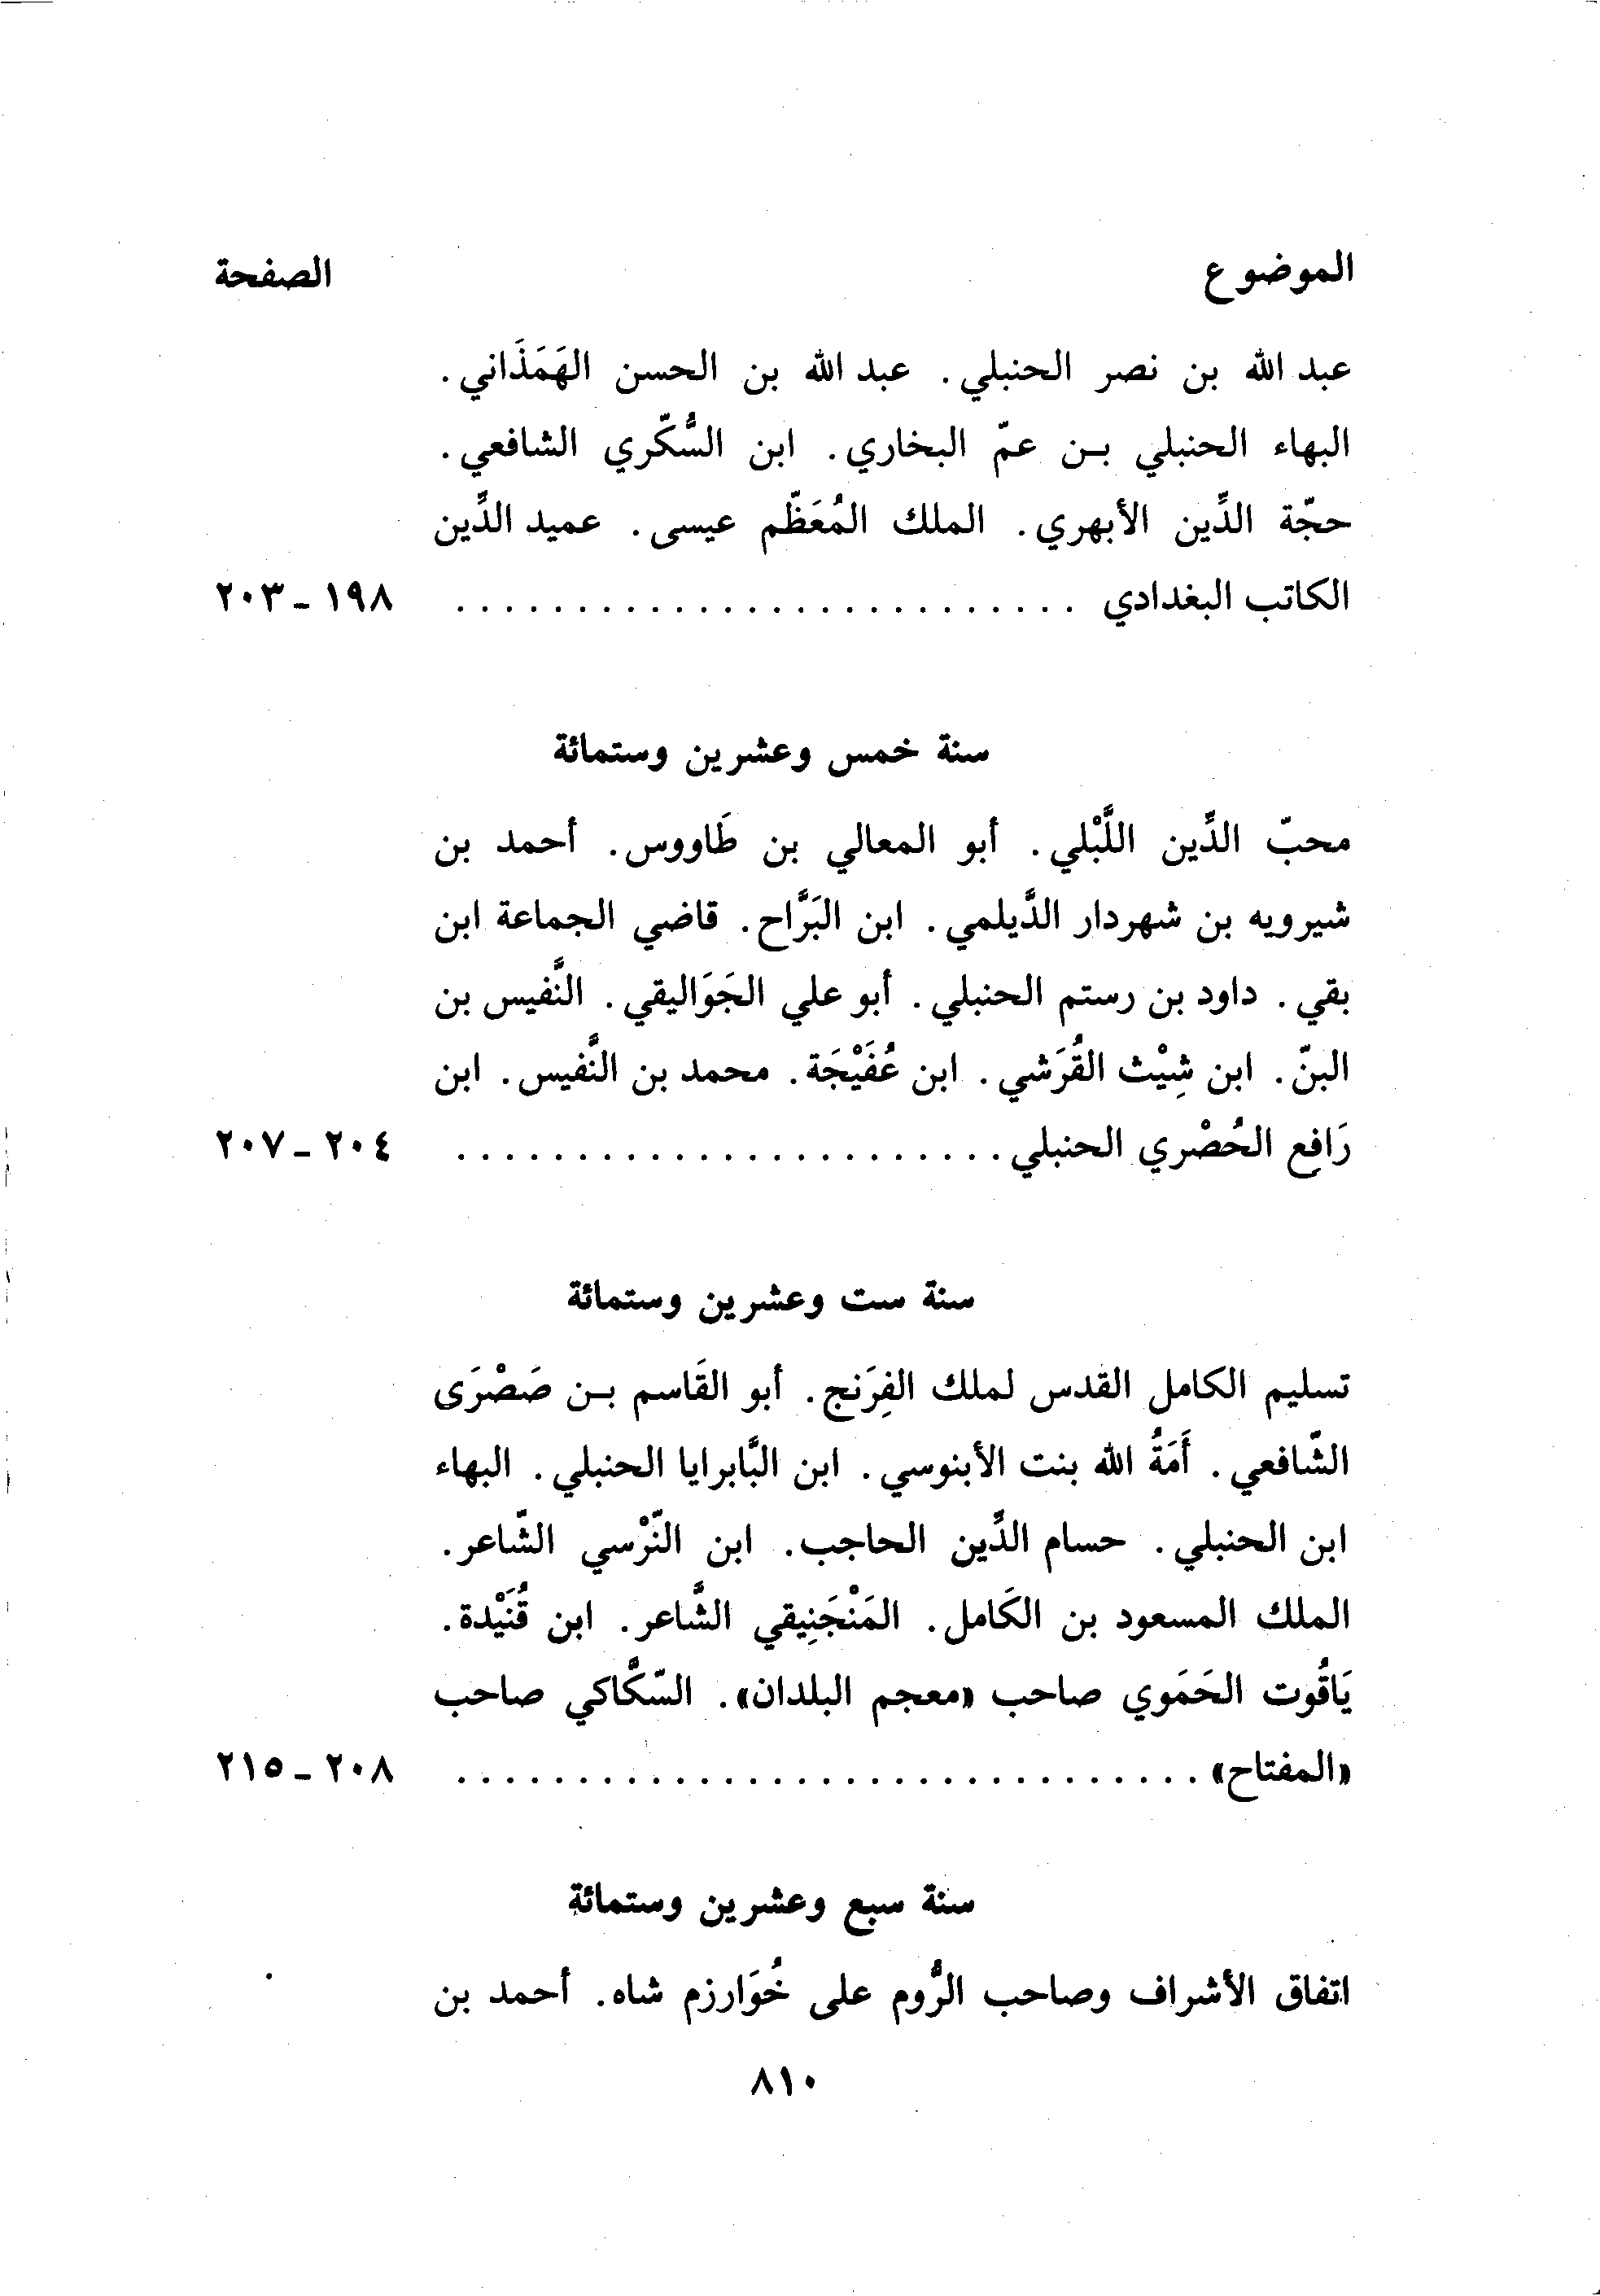 الموضوع الصفحة
عبد الله بن نصر الحنبلي. عبد الله بن الحسن الهَمَذَاني.
البهاء الحنبلي بـن عمّ البخاري. ابن السُّكّري الشافعي.
حجّة الدِّين الأبهري. الملك المُعَظّم عيسى. عميد الدِّين
الكاتب البغدادي .......................... ١٩٨ ـ ٢٠٣
سنة خمس وعشرين وستمائة
محبّ الدِّين اللَّبْلي. أبو المعالي بن طَاووس. أحمد بن
شيرويه بن شهردار الدَّيلمي. ابن البَرَّاح. قاضي الجماعة ابن
بقي. داود بن رستم الحنبلي. أبو علي الجَوَاليقي. النَّفيس بن
البنّ. ابن شِيْث القُرَشي. ابن عُفَيْجَة. محمد بن النَّفيس. ابن
رَافع الحُصْري الحنبلي ....................... ٢٠٤ ـ ٢٠٧
سنة ست وعشرين وستمائة
تسليم الكامل القدس لملك الفِرَنج. أبو القَاسم بـن صَصْرَى
الشّافعي. أَمَةُ الله بنت الأبنوسي. ابن البَّابرايا الحنبلي. البهاء
ابن الحنبلي. حسام الدِّين الحاجب. ابن النّرْسي الشّاعر.
الملك المسعود بن الكَامل. المَنْجَنِيقي الشَّاعر. ابن قُنَيْدة.
يَاقُوت الحَمَوي صاحب «معجم البلدان». السّكَّاكي صاحب
«المفتاح» ............................... ٢٠٨ ـ ٢١٥
سنة سبع وعشرين وستمائة
اتفاق الأشراف وصاحب الرُّوم على خُوَارزم شاه. أحمد بن
٨١٠